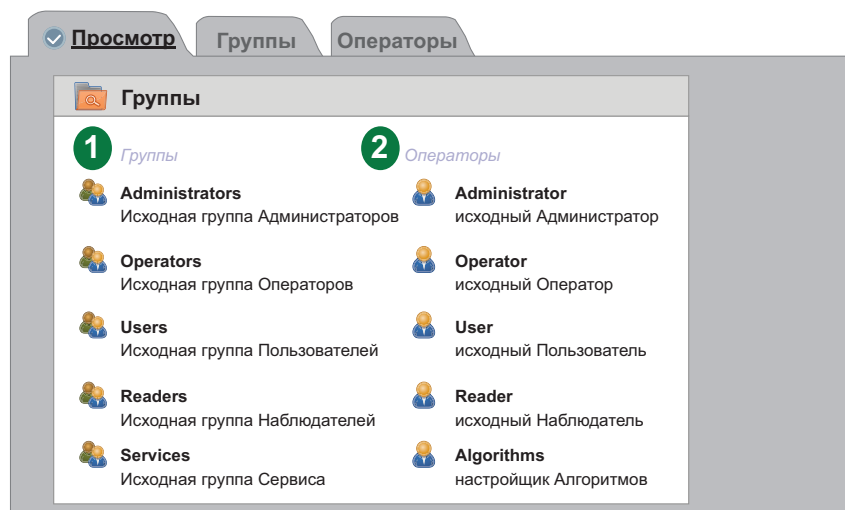 Просмотр
Группы
Операторы
Группы
1
Группы
2
Операторы
Administrators
Исходная группа Администраторов
Administrator
исходный Администратор
Operators
Исходная группа Операторов
Operator
исходный Оператор
Users
Исходная группа Пользователей
User
исходный Пользователь
Readers
Исходная группа Наблюдателей
Reader
исходный Наблюдатель
Services
Исходная группа Сервиса
Algorithms
настройщик Алгоритмов